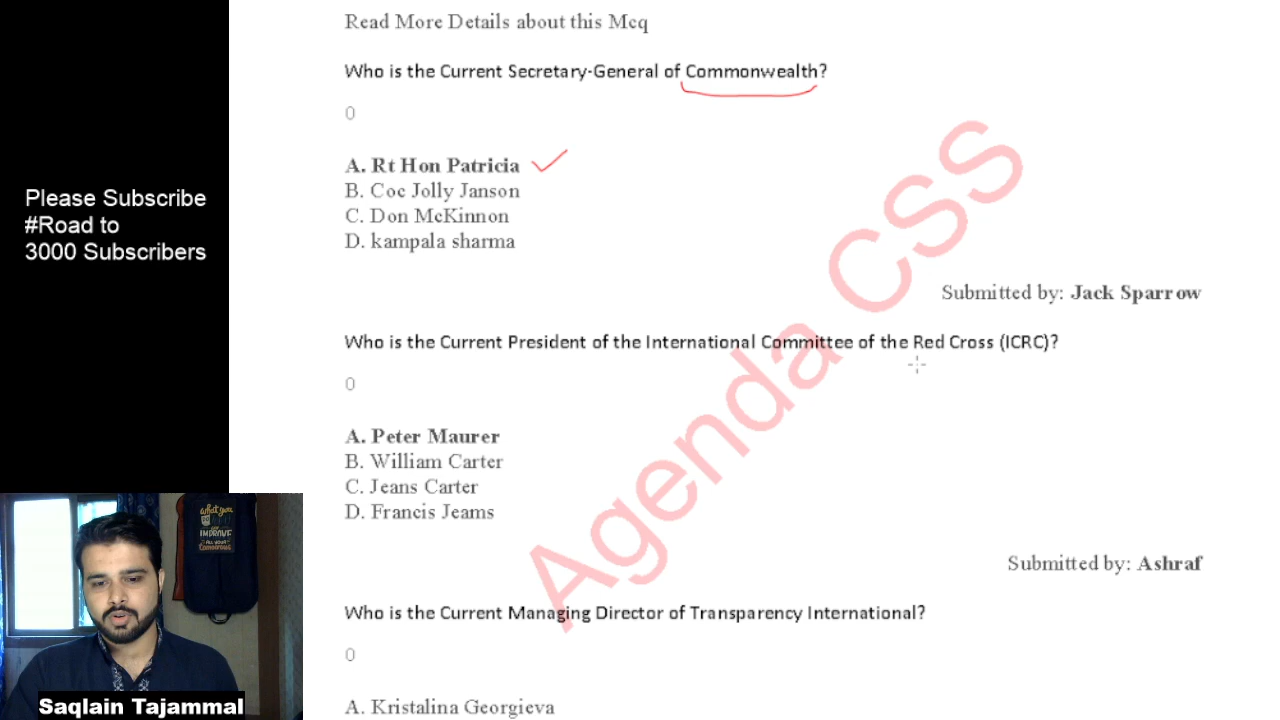 Read More Details about this Mcq
Who is the Current Secretary-General of Commonwealth?
0
A. Rt Hon Patricia
B. Coc Jolly Janson
C. Don McKinnon
D. kampala sharma
Submitted by: Jack Sparrow
Who is the Current President of the International Committee of the Red Cross (ICRC)?
0
A. Peter Maurer
B. William Carter
C. Jeans Carter
D. Francis Jeams
Submitted by: Ashraf
Who is the Current Managing Director of Transparency International?
0
A. Kristalina Georgieva
Agenda CSS
Please Subscribe
#Road to
3000 Subscribers
IMPROVE
Saqlain Tajammal